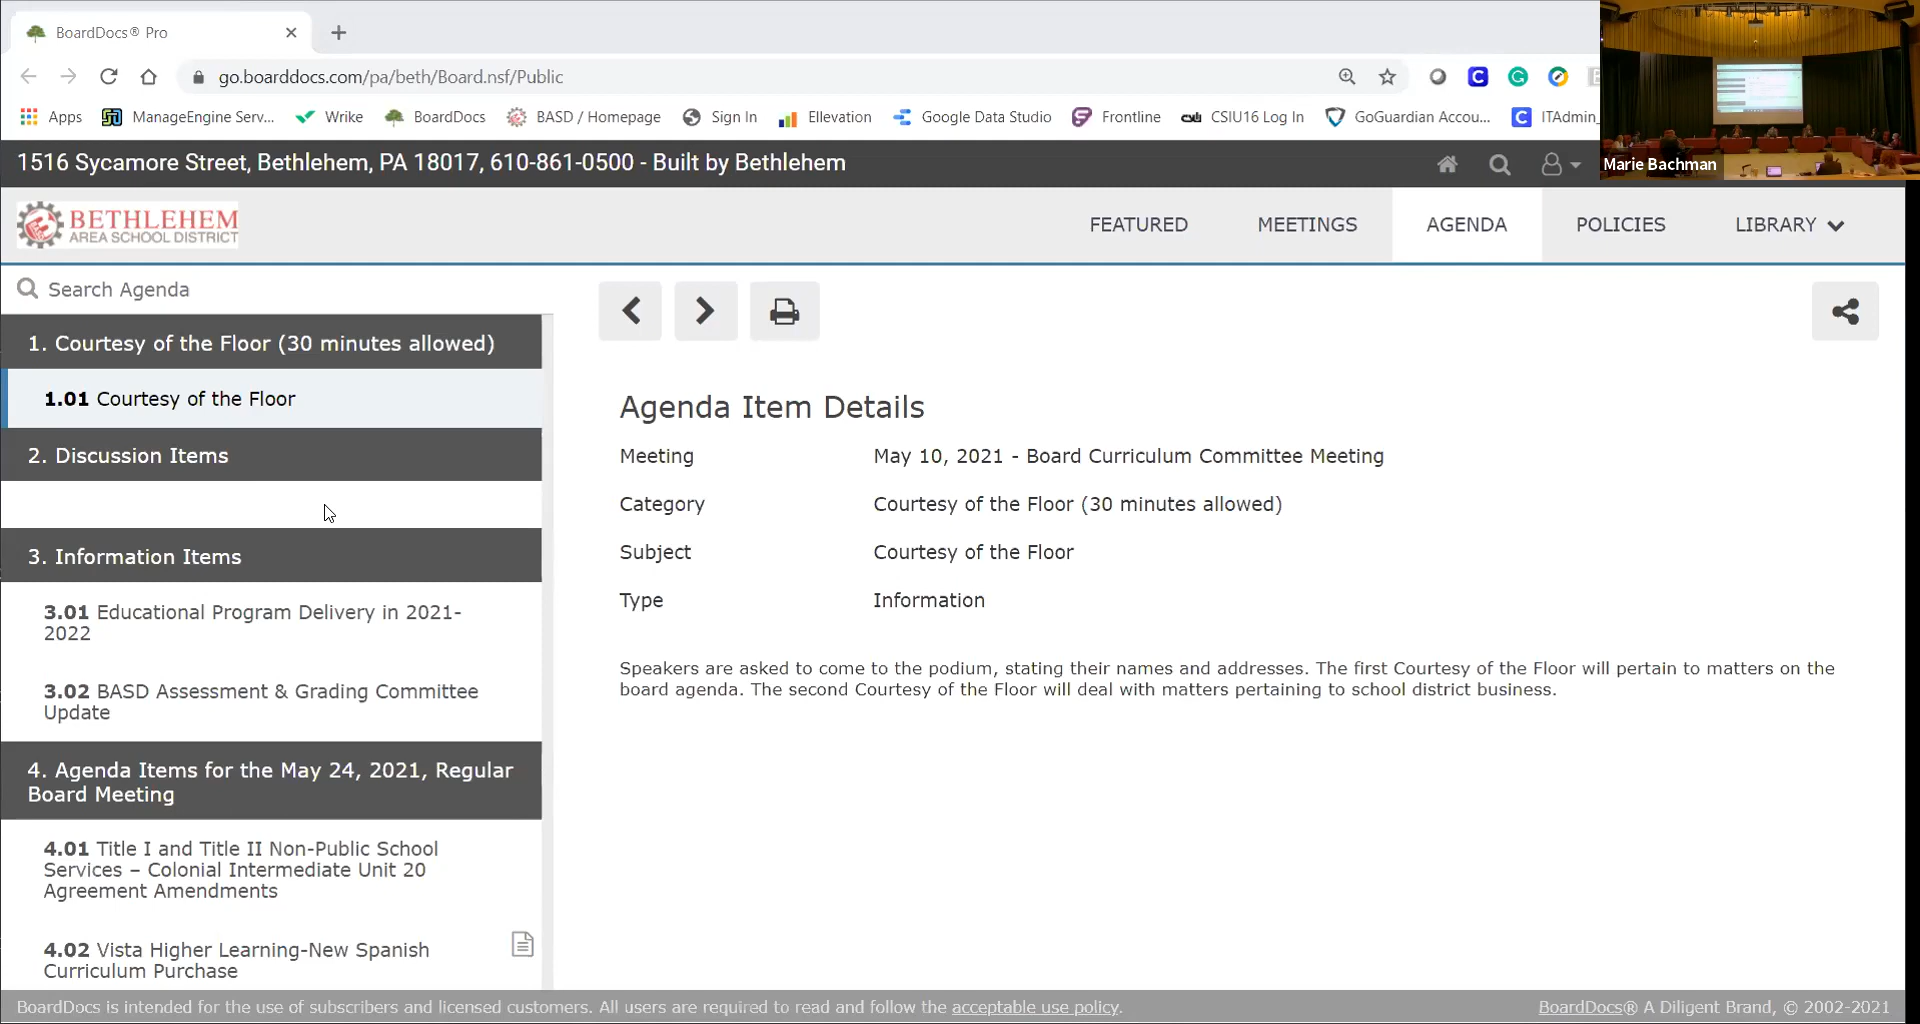 BoardDocs® Pro
go.boarddocs.com/pa/beth/Board.nsf/Public
Apps ManageEngine Serv... Wrike BoardDocs BASD / Homepage Sign In Ellevation Google Data Studio Frontline CSIU16 Log In GoGuardian Accou... ITAdmin_
1516 Sycamore Street, Bethlehem, PA 18017, 610-861-0500 - Built by Bethlehem
Marie Bachman
BETHLEHEM
AREA SCHOOL DISTRICT
FEATURED MEETINGS AGENDA POLICIES LIBRARY
Search Agenda
1. Courtesy of the Floor (30 minutes allowed)
1.01 Courtesy of the Floor
2. Discussion Items
3. Information Items
3.01 Educational Program Delivery in 2021-
2022
3.02 BASD Assessment & Grading Committee
Update
4. Agenda Items for the May 24, 2021, Regular
Board Meeting
4.01 Title I and Title II Non-Public School
Services – Colonial Intermediate Unit 20
Agreement Amendments
4.02 Vista Higher Learning-New Spanish
Curriculum Purchase
Agenda Item Details
Meeting May 10, 2021 - Board Curriculum Committee Meeting
Category Courtesy of the Floor (30 minutes allowed)
Subject Courtesy of the Floor
Type Information
Speakers are asked to come to the podium, stating their names and addresses. The first Courtesy of the Floor will pertain to matters on the
board agenda. The second Courtesy of the Floor will deal with matters pertaining to school district business.
BoardDocs is intended for the use of subscribers and licensed customers. All users are required to read and follow the acceptable use policy.
BoardDocs® A Diligent Brand, © 2002-2021